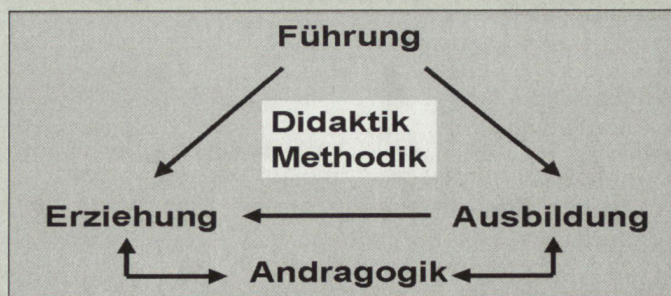 Führung
Didaktik
Methodik
Erziehung Ausbildung
Andragogik